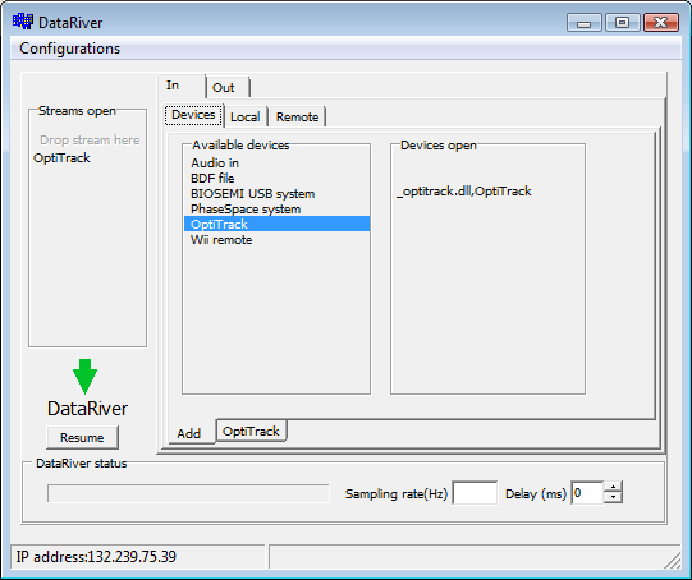 DataRiver
Configurations
In
Out
Streams open
Drop stream here
OptiTrack
Devices
Local
Remote
Available devices
Audio in
BDF file
BIOSEMI USB system
PhaseSpace system
OptiTrack
Wii remote
Devices open
_optitrack.dll,OptiTrack
DataRiver
Resume
Add
OptiTrack
DataRiver status
Sampling rate(Hz)
Delay (ms)
0
IP address:132.239.75.39